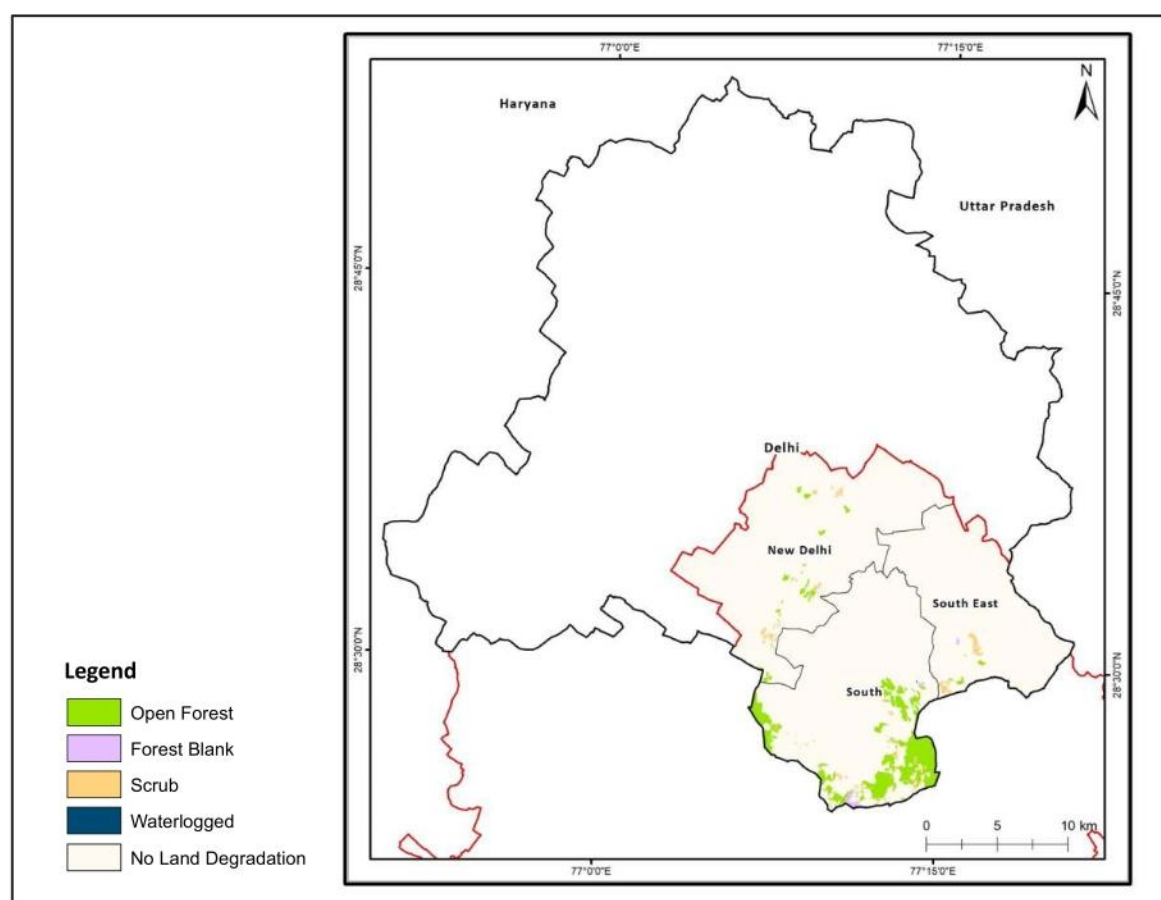 77°0'0"E 77°15'0"E
N
Haryana
Uttar Pradesh
28°45'0"N
28°45'0"N
Delhi
New Delhi
South East
28°30'0"N
28°30'0"N
South
Legend
Open Forest
Forest Blank
Scrub
Waterlogged
No Land Degradation
0 5 10 km
77°0'0"E 77°15'0"E